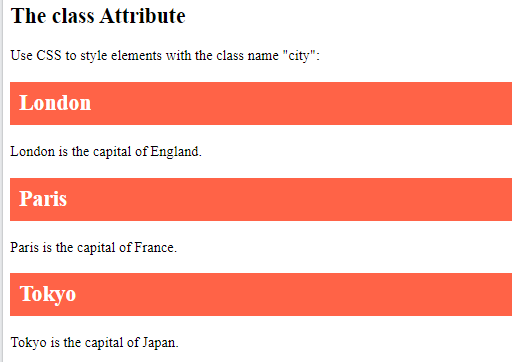 The class Attribute
Use CSS to style elements with the class name "city":
London
London is the capital of England.
Paris
Paris is the capital of France.
Tokyo
Tokyo is the capital of Japan.